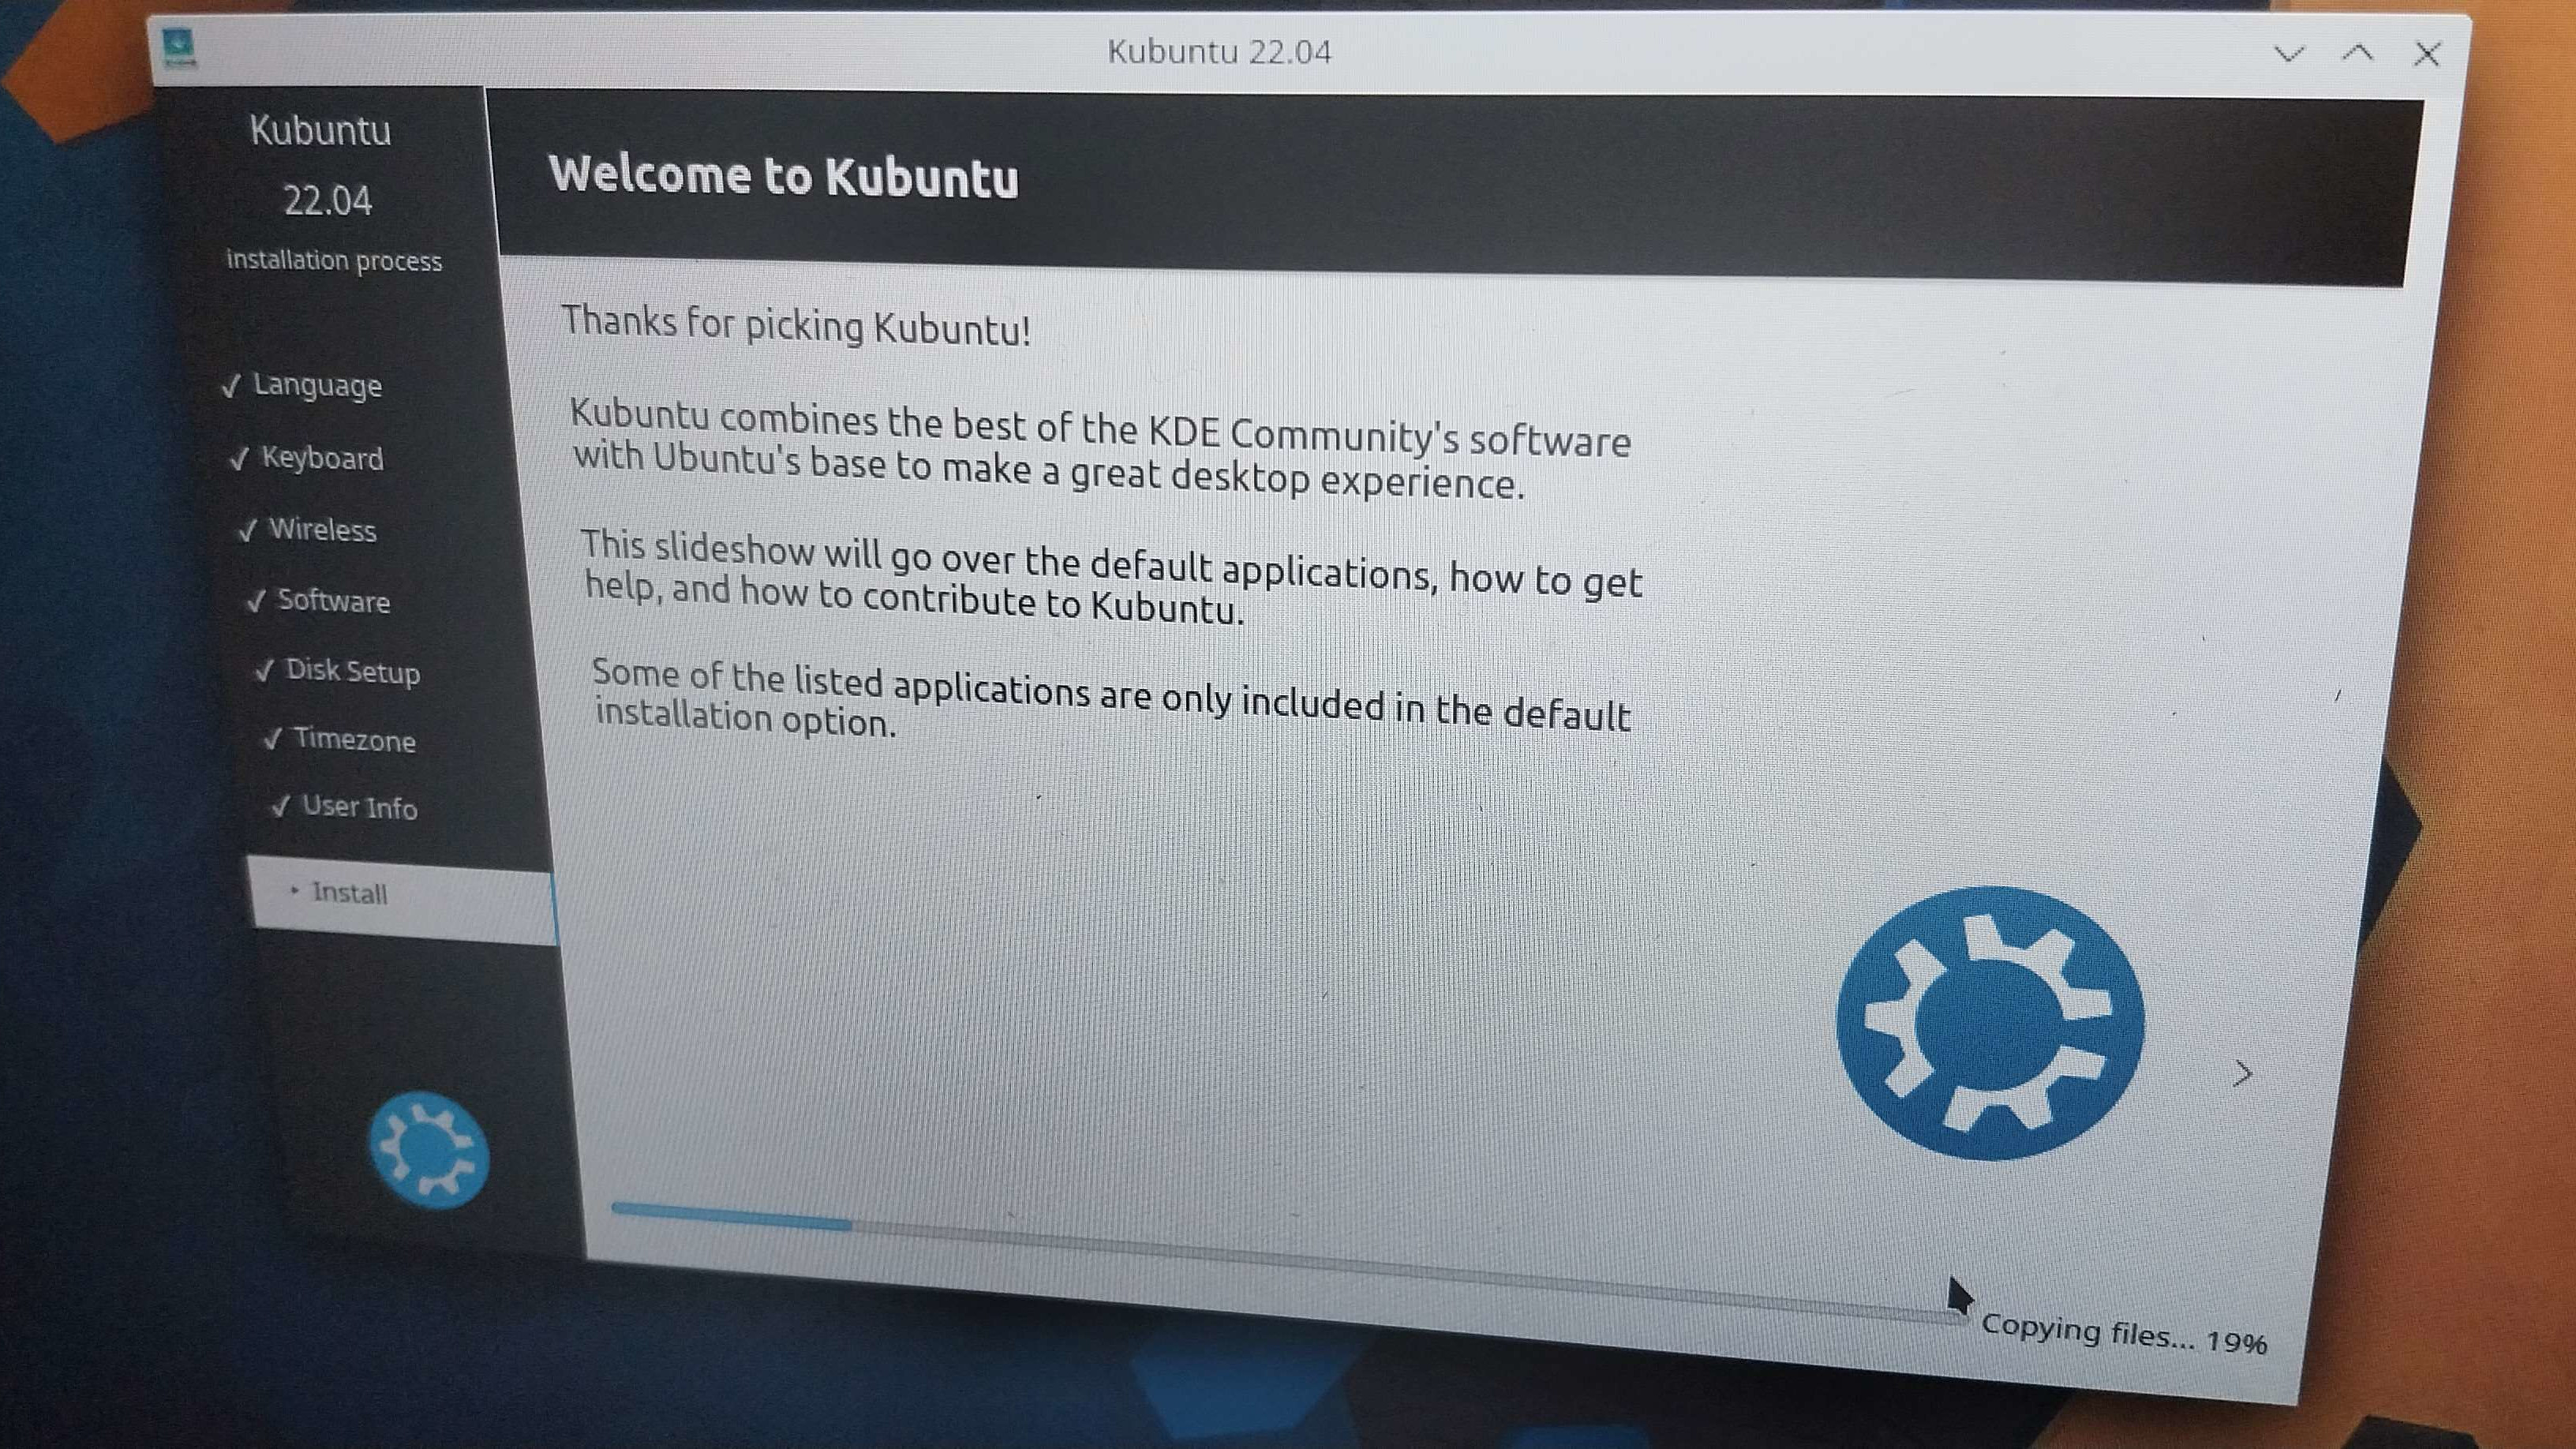 Kubuntu 22.04
Kubuntu
22.04
installation process
✓ Language
✓ Keyboard
✓ Wireless
✓ Software
✓ Disk Setup
✓ Timezone
✓ User Info
‣ Install
Welcome to Kubuntu
Thanks for picking Kubuntu!
Kubuntu combines the best of the KDE Community's software
with Ubuntu's base to make a great desktop experience.
This slideshow will go over the default applications, how to get
help, and how to contribute to Kubuntu.
Some of the listed applications are only included in the default
installation option.
Copying files... 19%